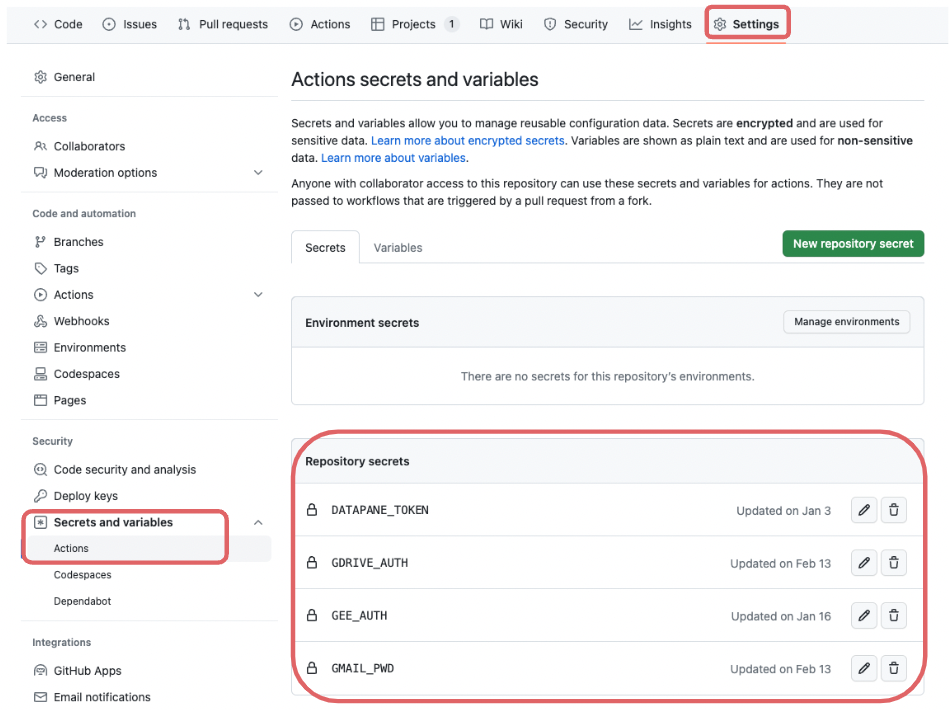 Code Issues Pull requests Actions Projects 1 Wiki Security Insights Settings
General
Access
Collaborators
Moderation options
Code and automation
Branches
Tags
Actions
Webhooks
Environments
Codespaces
Pages
Security
Code security and analysis
Deploy keys
Secrets and variables
Actions
Codespaces
Dependabot
Integrations
GitHub Apps
Email notifications
Actions secrets and variables
Secrets and variables allow you to manage reusable configuration data. Secrets are encrypted and are used for
sensitive data. Learn more about encrypted secrets. Variables are shown as plain text and are used for non-sensitive
data. Learn more about variables.
Anyone with collaborator access to this repository can use these secrets and variables for actions. They are not
passed to workflows that are triggered by a pull request from a fork.
Secrets Variables New repository secret
Environment secrets Manage environments
There are no secrets for this repository's environments.
Repository secrets
DATAPANE_TOKEN Updated on Jan 3
GDRIVE_AUTH Updated on Feb 13
GEE_AUTH Updated on Jan 16
GMAIL_PWD Updated on Feb 13